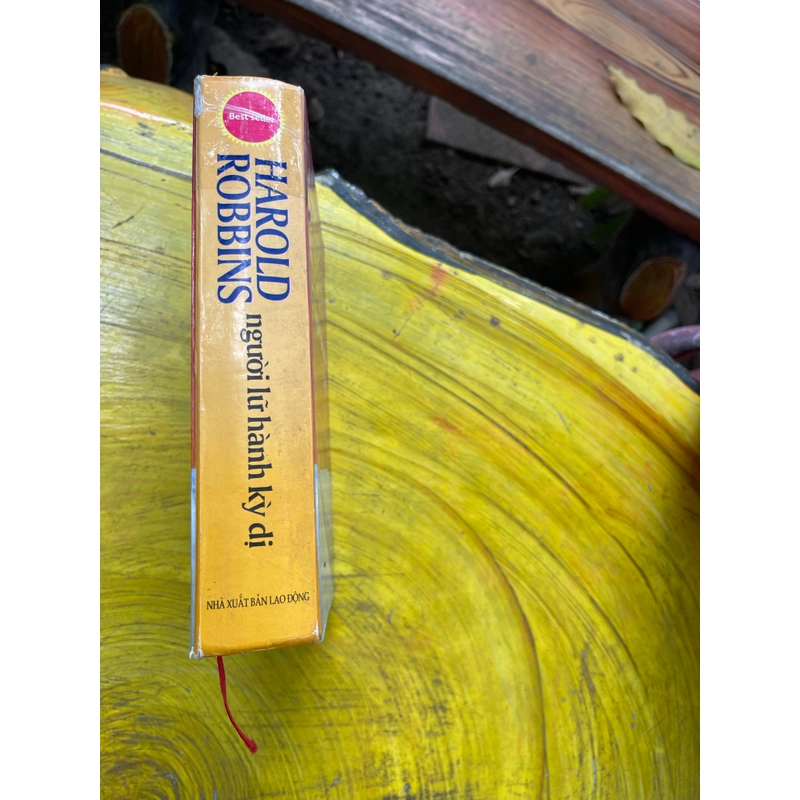 Best seller
HAROLD
ROBBINS
người lữ hành kỳ dị
NHÀ XUẤT BẢN LAO ĐỘNG